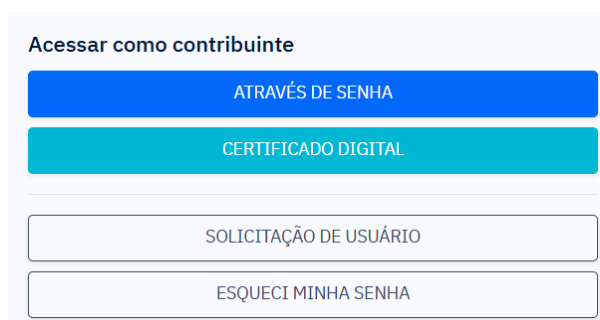 Acessar como contribuinte
ATRAVÉS DE SENHA
CERTIFICADO DIGITAL
SOLICITAÇÃO DE USUÁRIO
ESQUECI MINHA SENHA